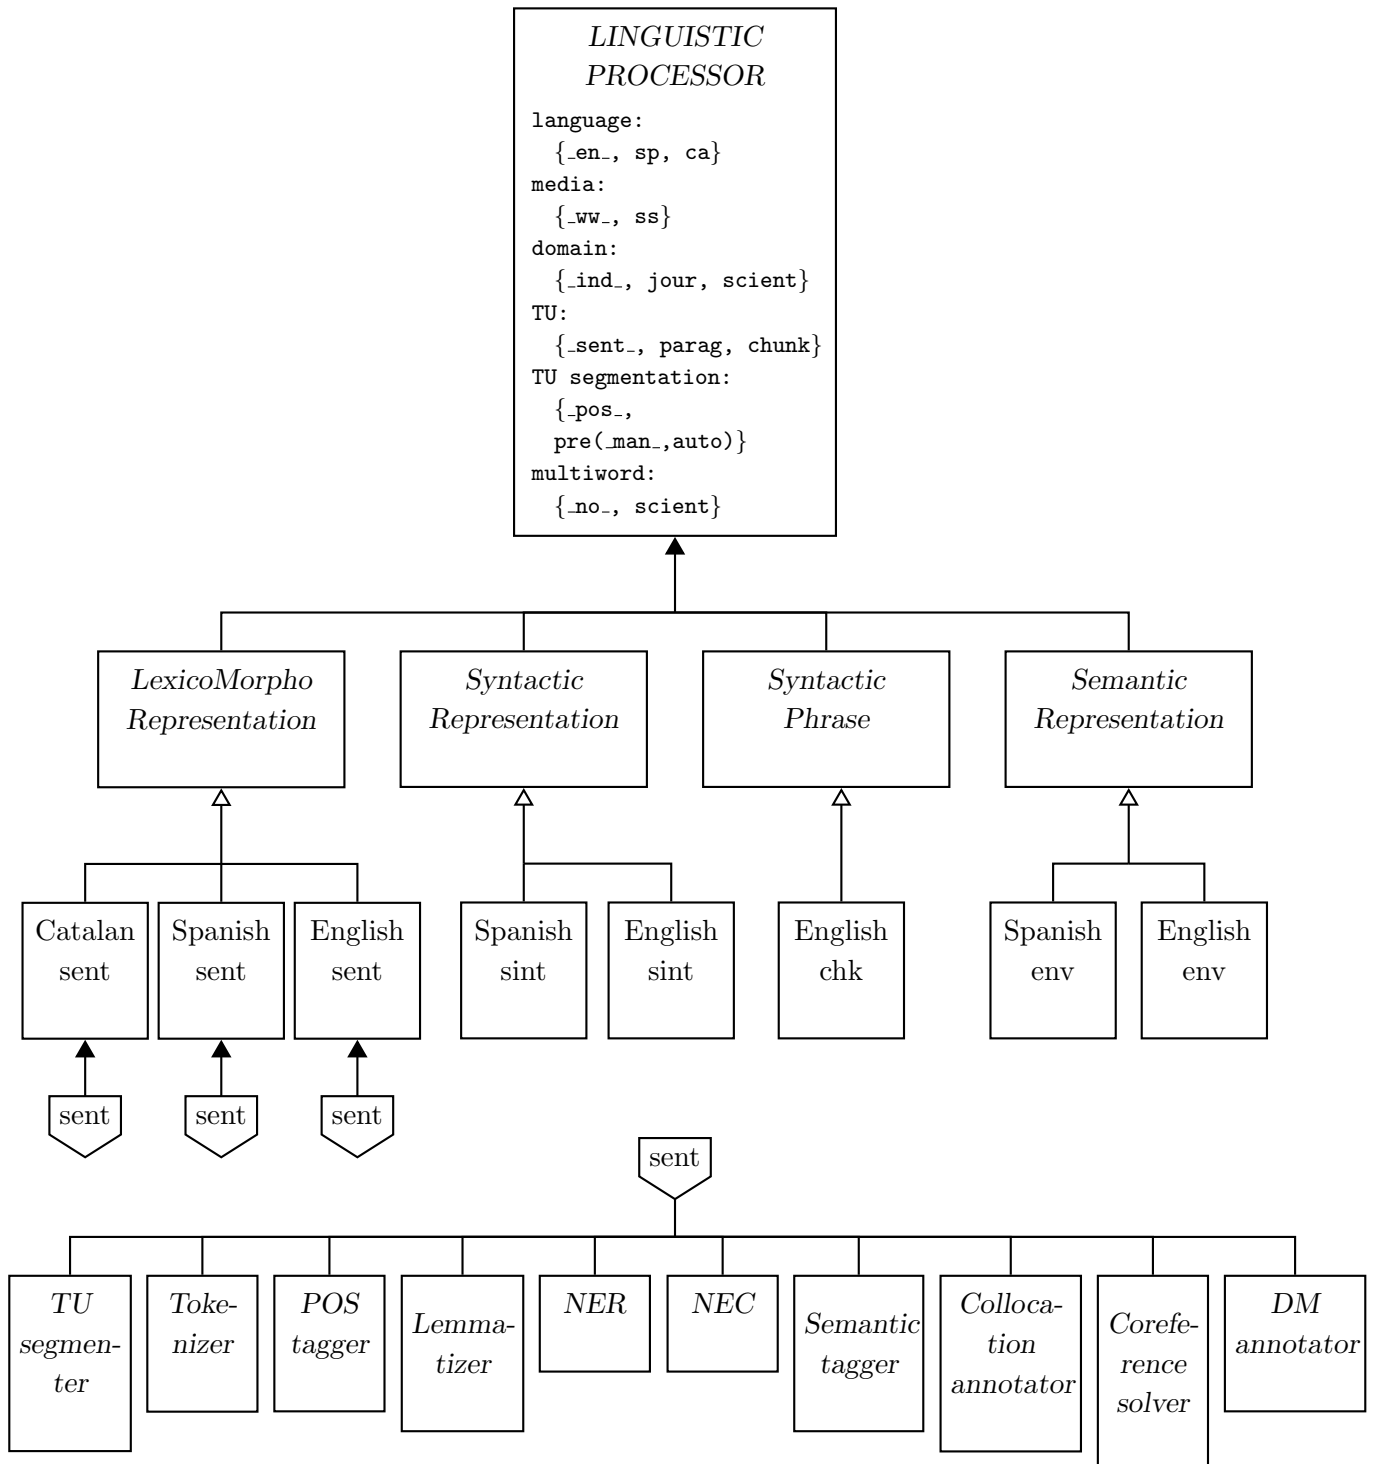 LINGUISTIC
PROCESSOR
language:
{_en_, sp, ca}
media:
{_ww_, ss}
domain:
{_ind_, jour, scient}
TU:
{_sent_, parag, chunk}
TU segmentation:
{_pos_,
pre(_man_,auto)}
multiword:
{_no_, scient}
LexicoMorpho
Representation
Syntactic
Representation
Syntactic
Phrase
Semantic
Representation
Catalan
sent
Spanish
sent
English
sent
Spanish
sint
English
sint
English
chk
Spanish
env
English
env
sent
sent
sent
sent
TU
segmen-
ter
Toke-
nizer
POS
tagger
Lemma-
tizer
NER
NEC
Semantic
tagger
Colloca-
tion
annotator
Corefe-
rence
solver
DM
annotator